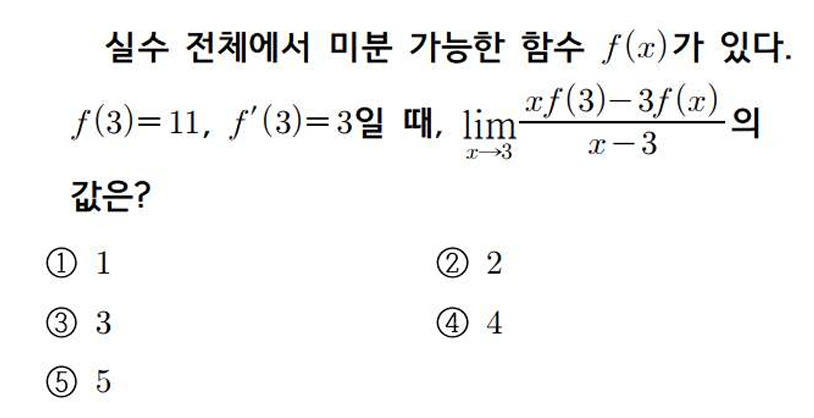 실수 전체에서 미분 가능한 함수 f(x)가 있다.
f(3)=11, f′(3)=3일 때, lim_{x→3} \frac{xf(3)-3f(x)}{x-3}의
값은?
① 1 ② 2
③ 3 ④ 4
⑤ 5